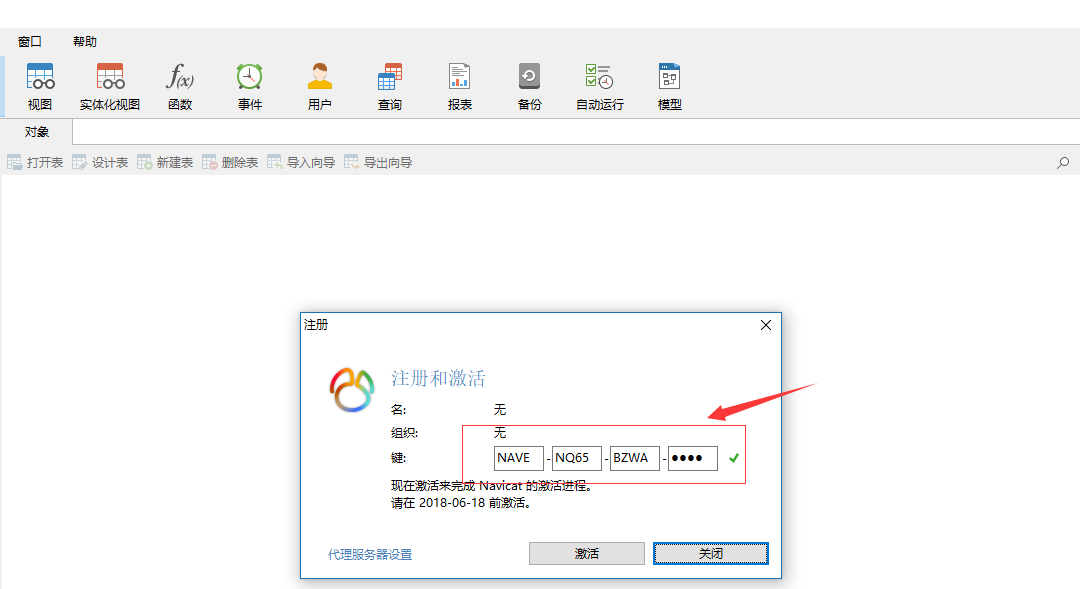 窗口 帮助
视图 实体化视图 函数 事件 用户 查询 报表 备份 自动运行 模型
对象
打开表 设计表 新建表 删除表 导入向导 导出向导
注册
注册和激活
名: 无
组织: 无
键: NAVE - NQ65 - BZWA - ●●●●
现在激活来完成 Navicat 的激活进程。
请在 2018-06-18 前激活。
代理服务器设置 激活 关闭